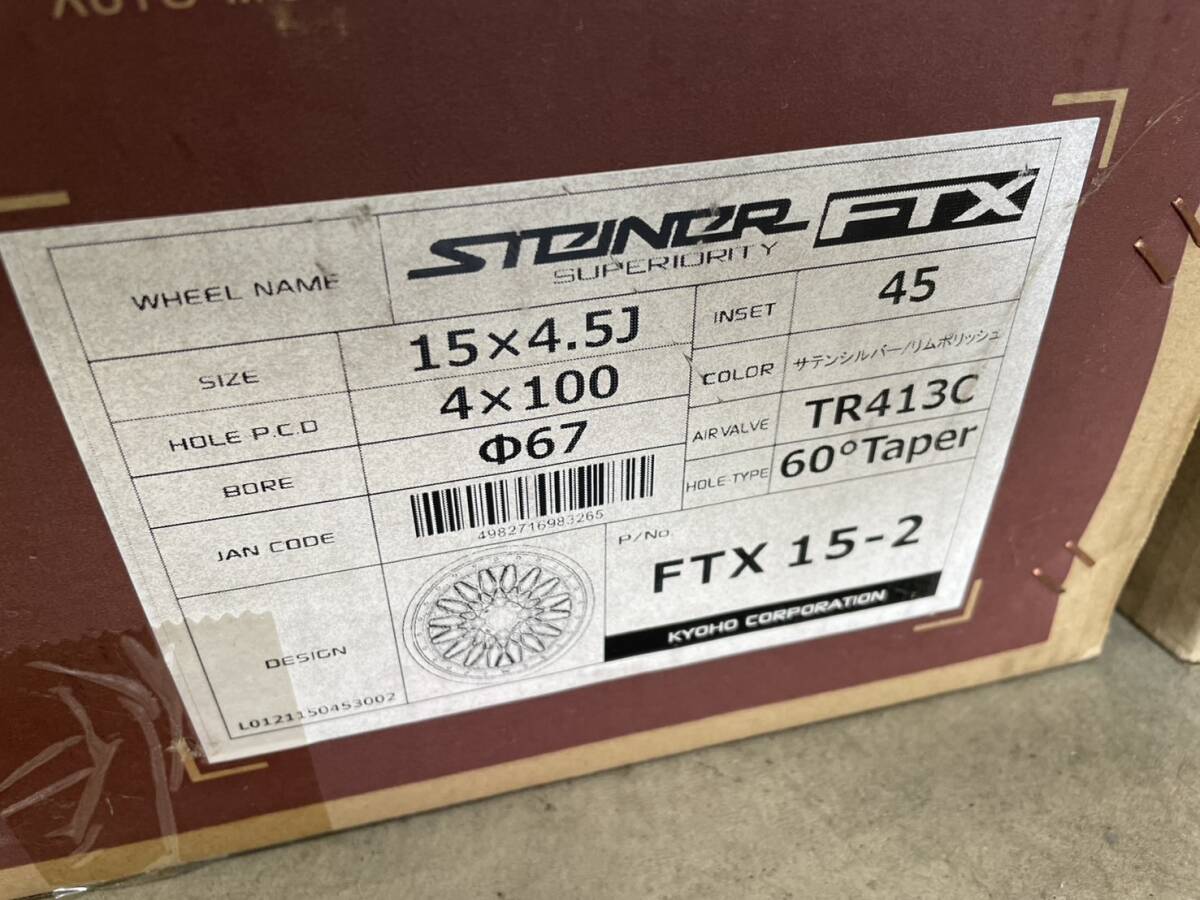 WHEEL NAME
STEINER FTX
SUPERIORITY
SIZE 15×4.5J
INSET 45
HOLE P.C.D 4×100
COLOR サテンシルバー/リムポリッシュ
BORE Φ67
AIR VALVE TR413C
HOLE-TYPE 60°Taper
JAN CODE
4982716983265
P/No.
FTX 15-2
DESIGN
KYOHO CORPORATION
L0121150453002